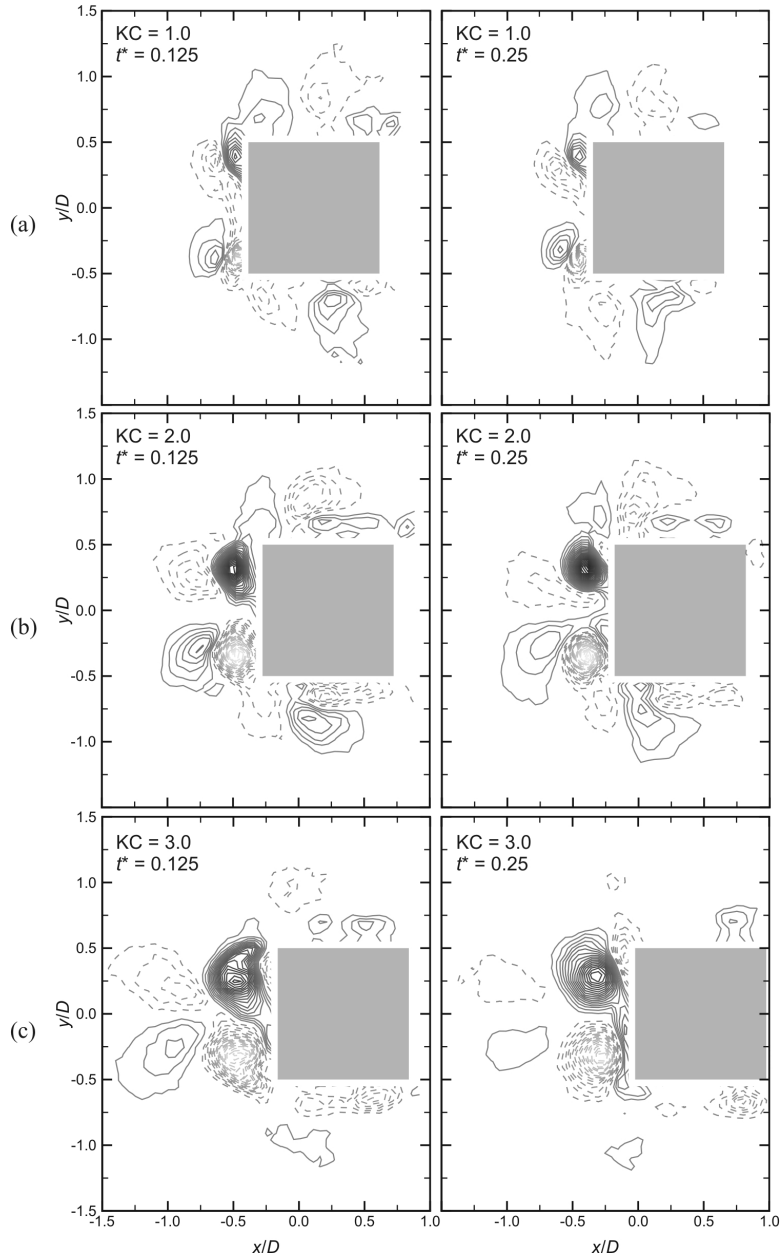 1.5
KC = 1.0
t* = 0.125
KC = 1.0
t* = 0.25
1.0
0.5
(a)
y/D
0.0
-0.5
-1.0
1.5
KC = 2.0
t* = 0.125
KC = 2.0
t* = 0.25
1.0
0.5
(b)
y/D
0.0
-0.5
-1.0
1.5
KC = 3.0
t* = 0.125
KC = 3.0
t* = 0.25
1.0
0.5
(c)
y/D
0.0
-0.5
-1.0
-1.5
-1.5 -1.0 -0.5 0.0 0.5 1.0 -1.0 -0.5 0.0 0.5 1.0
x/D x/D